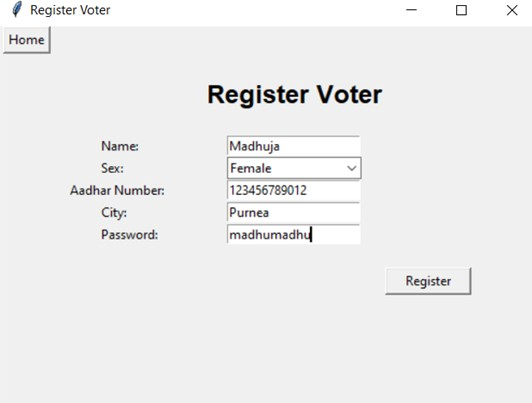 Register Voter
Home
Register Voter
Name: Madhuja
Sex: Female
Aadhar Number: 123456789012
City: Purnea
Password: madhumadhu
Register